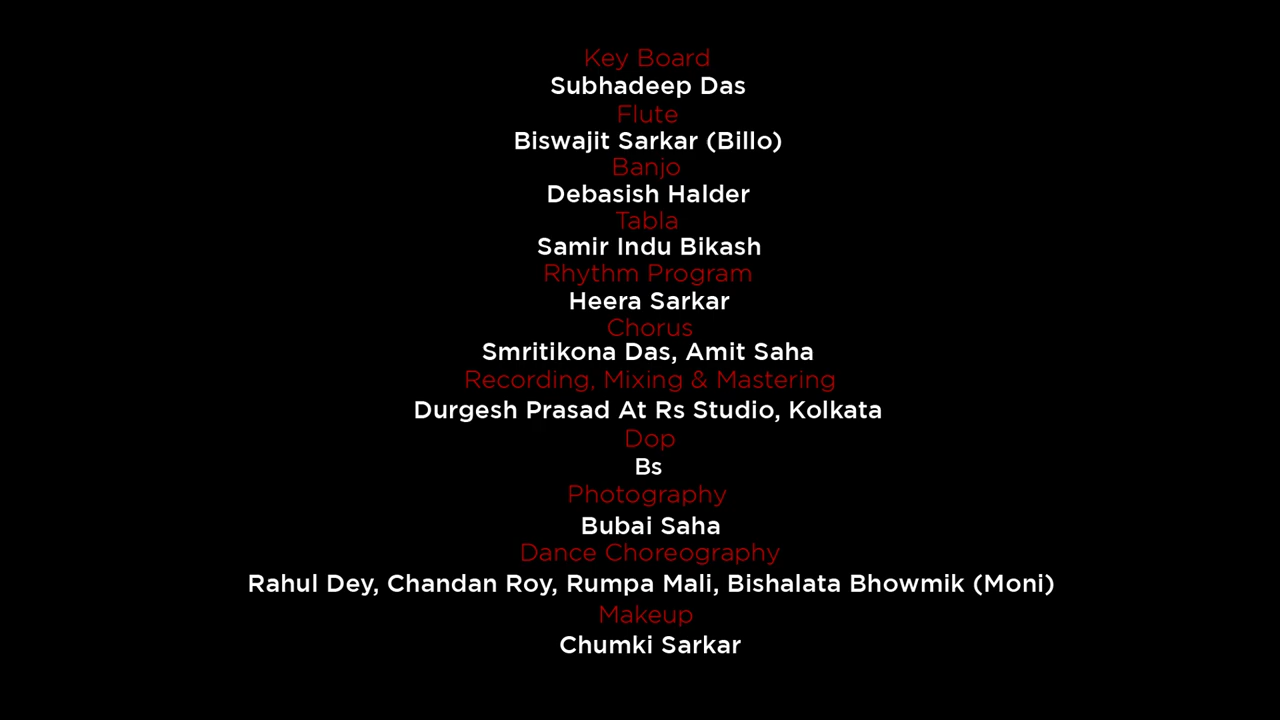 Key Board
Subhadeep Das
Flute
Biswajit Sarkar (Billo)
Banjo
Debasish Halder
Tabla
Samir Indu Bikash
Rhythm Program
Heera Sarkar
Chorus
Smritikona Das, Amit Saha
Recording, Mixing & Mastering
Durgesh Prasad At Rs Studio, Kolkata
Dop
Bs
Photography
Bubai Saha
Dance Choreography
Rahul Dey, Chandan Roy, Rumpa Mali, Bishalata Bhowmik (Moni)
Makeup
Chumki Sarkar